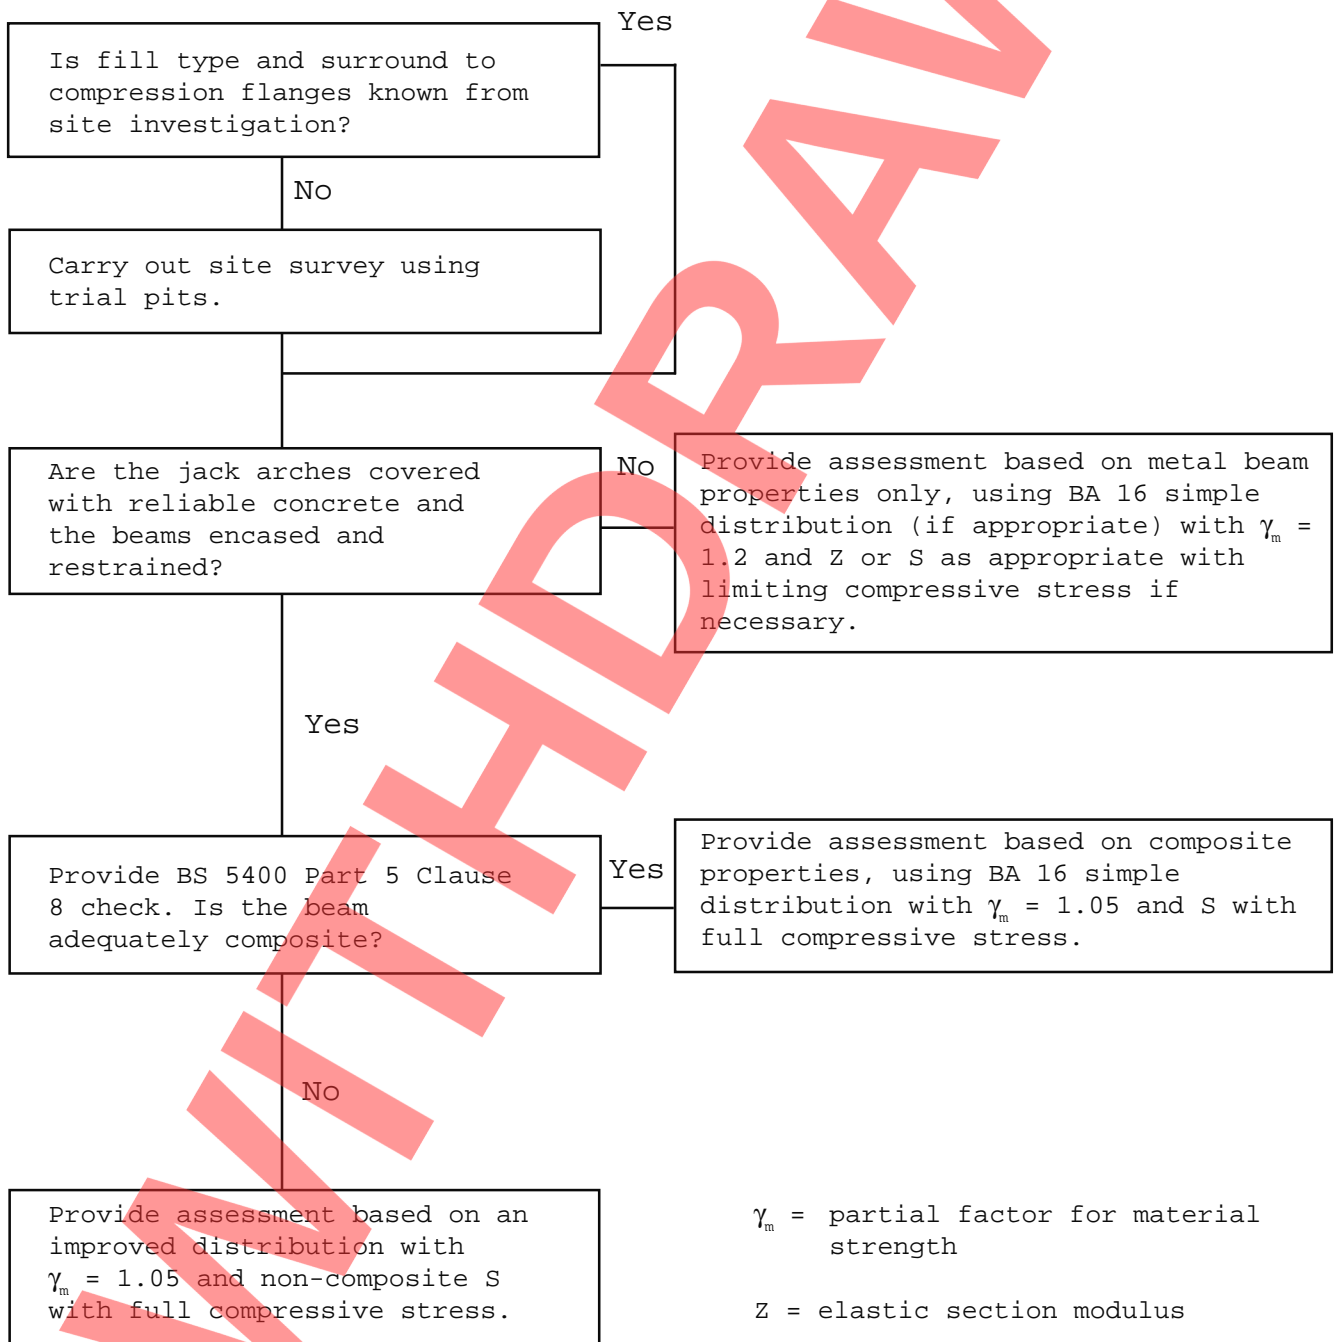 Yes
Is fill type and surround to
compression flanges known from
site investigation?
No
Carry out site survey using
trial pits.
Are the jack arches covered
with reliable concrete and
the beams encased and
restrained?
No
Provide assessment based on metal beam
properties only, using BA 16 simple
distribution (if appropriate) with γm =
1.2 and Z or S as appropriate with
limiting compressive stress if
necessary.
Yes
Provide BS 5400 Part 5 Clause
8 check. Is the beam
adequately composite?
Yes
Provide assessment based on composite
properties, using BA 16 simple
distribution with γm = 1.05 and S with
full compressive stress.
No
Provide assessment based on an
improved distribution with
γm = 1.05 and non-composite S
with full compressive stress.
γm = partial factor for material
strength
Z = elastic section modulus
WITHDRAW